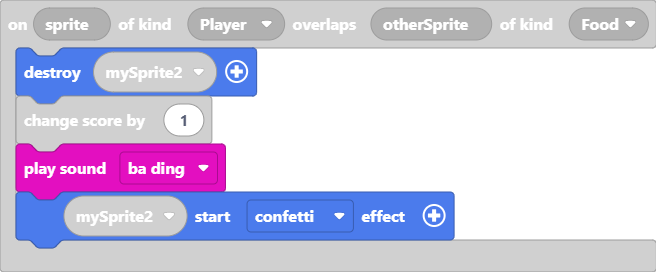 on sprite of kind Player overlaps otherSprite of kind Food
destroy mySprite2
change score by 1
play sound ba ding
mySprite2 start confetti effect